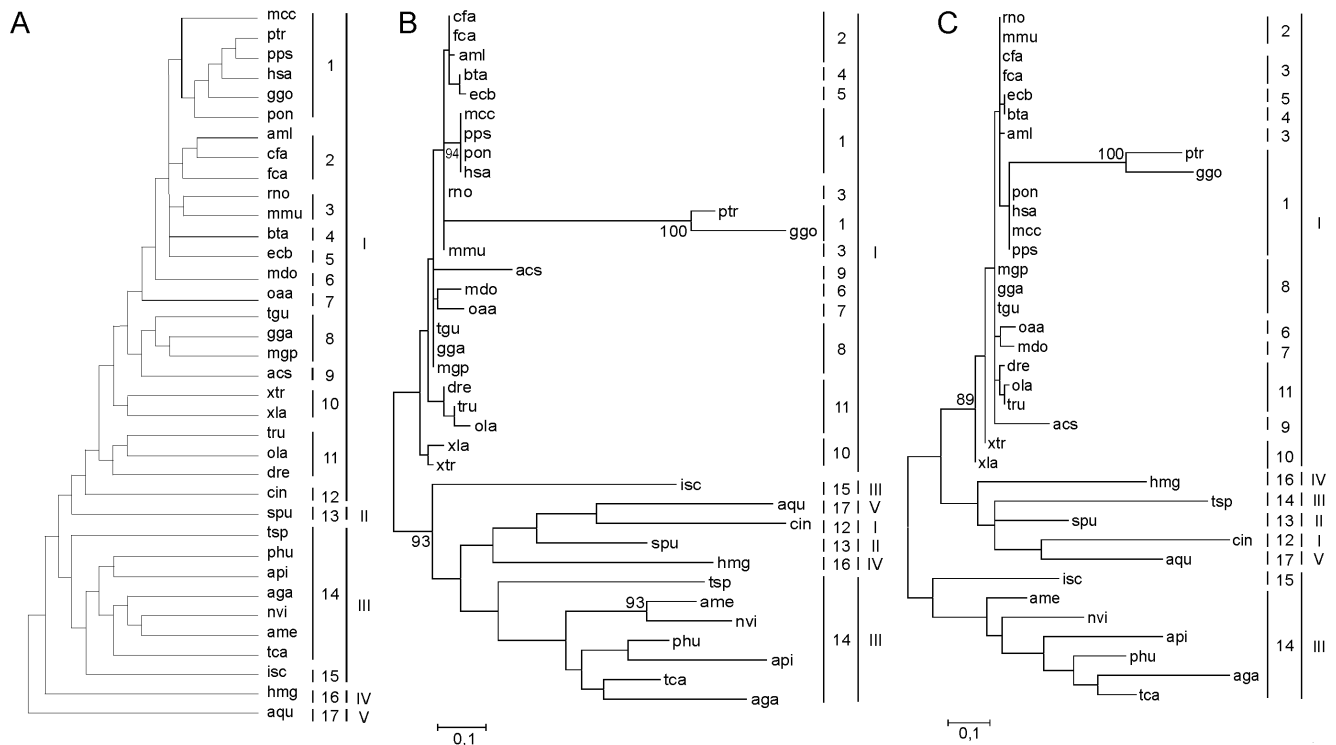 A
mcc
ptr
pps
hsa
ggo
pon
1
aml
cfa
fca
2
rno
mmu
3
bta
4
ecb
5
mdo
6
oaa
7
tgu
gga
mgp
8
acs
9
xtr
xla
10
tru
ola
dre
11
cin
12
I
spu
13 II
tsp
phu
api
aga
nvi
ame
tca
14
III
isc
15
hmg
16 IV
aqu
17 V
B
cfa
fca
aml
2
bta
4
ecb
5
mcc
pps
pon
hsa
94
1
rno
3
ptr
ggo
100
1
mmu
3
I
acs
9
mdo
6
oaa
7
tgu
gga
mgp
8
dre
tru
ola
11
xla
xtr
10
isc
15 III
aqu
17 V
cin
12 I
spu
13 II
hmg
16 IV
93
tsp
93
ame
nvi
phu
api
tca
aga
14 III
0.1
C
rno
mmu
2
cfa
fca
3
ecb
5
bta
4
aml
3
100
ptr
ggo
pon
hsa
mcc
pps
1
I
mgp
gga
tgu
8
oaa
6
mdo
7
dre
ola
tru
11
acs
9
89
xtr
xla
10
hmg
16 IV
tsp
14 III
spu
13 II
cin
12 I
aqu
17 V
isc
15
ame
nvi
api
phu
aga
tca
14 III
0,1